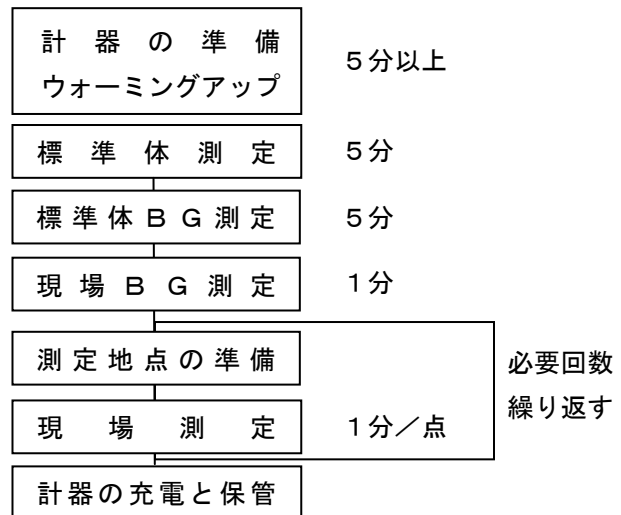 計器の準備
ウォーミングアップ
５分以上
標準体測定
５分
標準体ＢＧ測定
５分
現場ＢＧ測定
１分
測定地点の準備
必要回数
繰り返す
現場測定
１分／点
計器の充電と保管